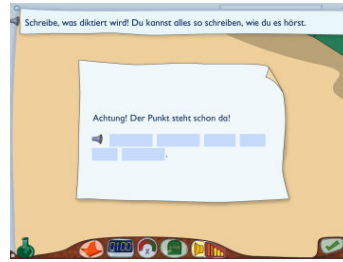 Schreibe, was diktiert wird! Du kannst alles so schreiben, wie du es hörst.
Achtung! Der Punkt steht schon da!
.
0100